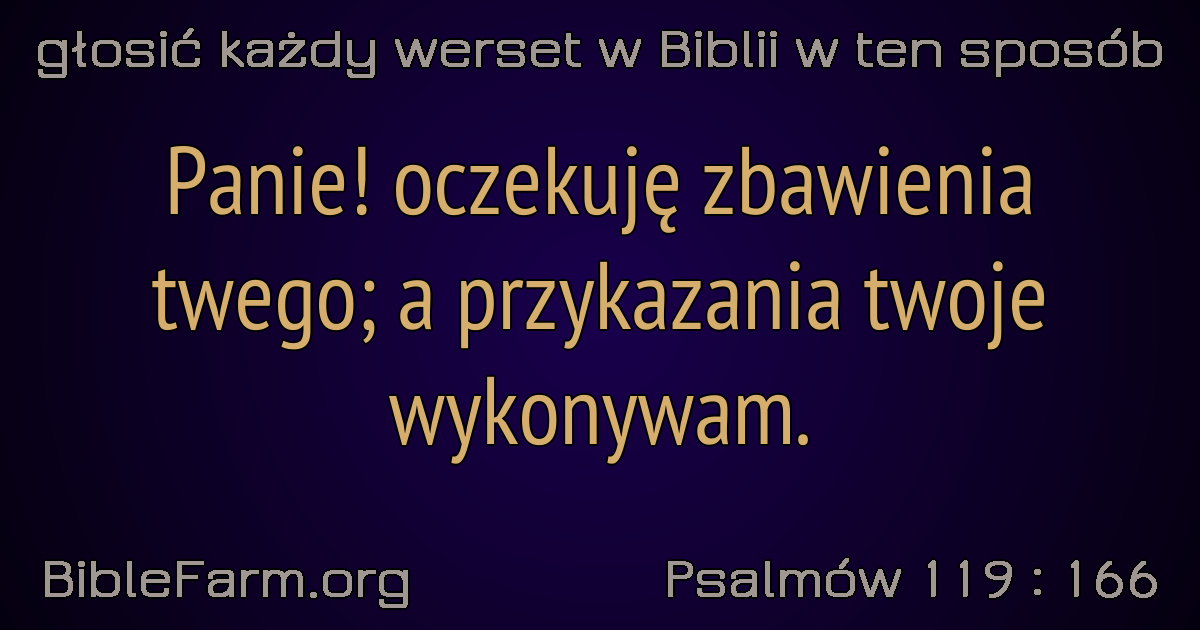 głosić każdy werset w Biblii w ten sposób
Panie! oczekuję zbawienia
twego; a przykazania twoje
wykonywam.
BibleFarm.org
Psalmów 119 : 166